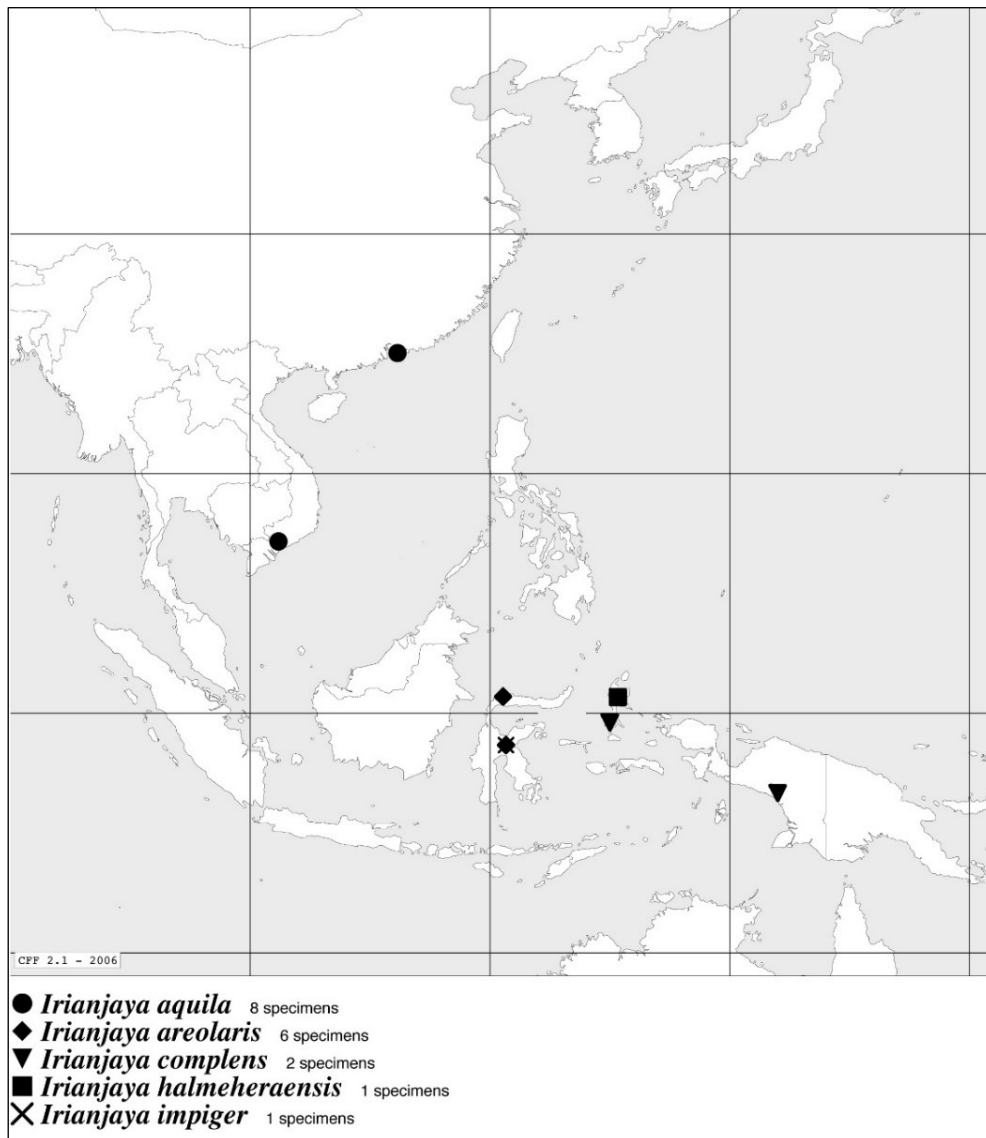 CFF 2.1 - 2006
Irianjaya aquila 8 specimens
Irianjaya areolaris 6 specimens
Irianjaya complens 2 specimens
Irianjaya halmeheraensis 1 specimens
Irianjaya impiger 1 specimens